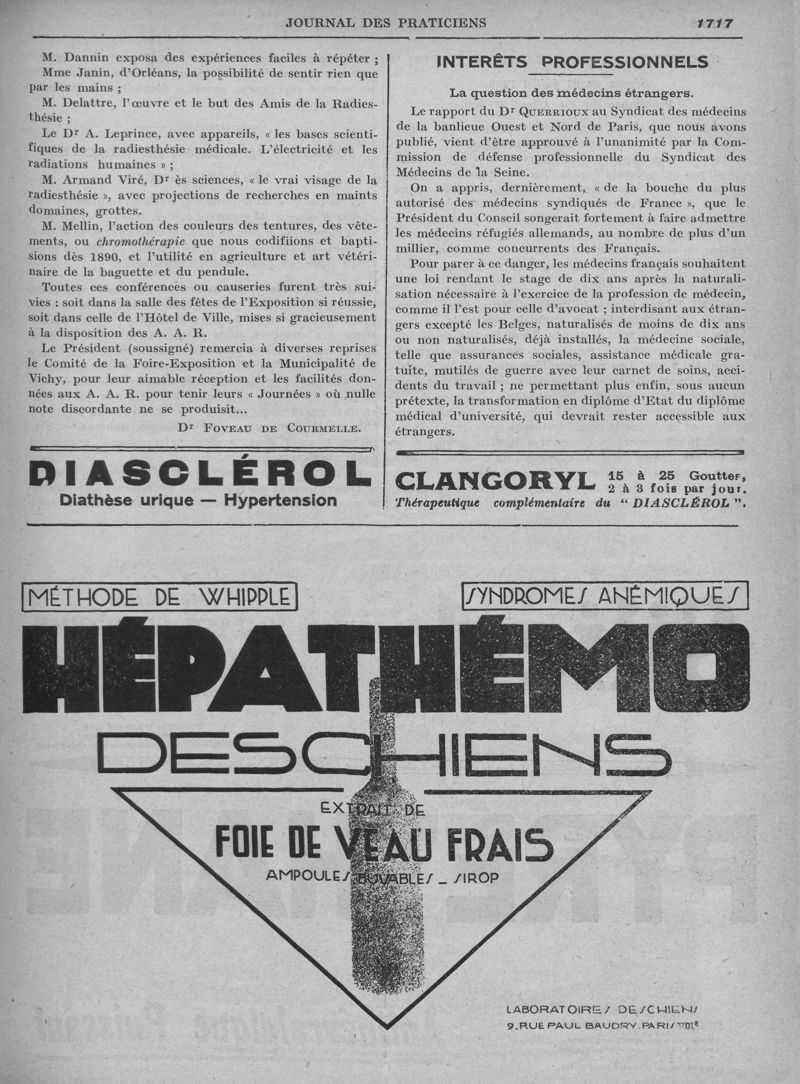 JOURNAL DES PRATICIENS 1717
M. Dannin exposa des expériences faciles à répéter ;
Mme Janin, d'Orléans, la possibilité de sentir rien que
par les mains ;
M. Delattre, l'œuvre et le but des Amis de la Radies-
thésie ;
Le Dr A. Leprince, avec appareils, « les bases scienti-
fiques de la radiesthésie médicale. L'électricité et les
radiations humaines » ;
M. Armand Viré, Dr ès sciences, « le vrai visage de la
radiesthésie », avec projections de recherches en maints
domaines, grottes.
M. Mellin, l'action des couleurs des tentures, des vête-
ments, ou chromothérapie que nous codifiions et bapti-
sions dès 1890, et l'utilité en agriculture et art vétéri-
naire de la baguette et du pendule.
Toutes ces conférences ou causeries furent très sui-
vies : soit dans la salle des fêtes de l'Exposition si réussie,
soit dans celle de l'Hôtel de Ville, mises si gracieusement
à la disposition des A. A. R.
Le Président (soussigné) remercia à diverses reprises
le Comité de la Foire-Exposition et la Municipalité de
Vichy, pour leur aimable réception et les facilités don-
nées aux A. A. R. pour tenir leurs « Journées » où nulle
note discordante ne se produisit...
Dr FOVEAU DE COURMELLE.
DIASCLÉROL
Diathèse urique — Hypertension
INTERÊTS PROFESSIONNELS
La question des médecins étrangers.
Le rapport du Dr QUERRIOUX au Syndicat des médecins
de la banlieue Ouest et Nord de Paris, que nous avons
publié, vient d'être approuvé à l'unanimité par la Com-
mission de défense professionnelle du Syndicat des
Médecins de la Seine.
On a appris, dernièrement, « de la bouche du plus
autorisé des médecins syndiqués de France », que le
Président du Conseil songerait fortement à faire admettre
les médecins réfugiés allemands, au nombre de plus d'un
millier, comme concurrents des Français.
Pour parer à ce danger, les médecins français souhaitent
une loi rendant le stage de dix ans après la naturali-
sation nécessaire à l'exercice de la profession de médecin,
comme il l'est pour celle d'avocat ; interdisant aux étran-
gers excepté les Belges, naturalisés de moins de dix ans
ou non naturalisés, déjà installés, la médecine sociale,
telle que assurances sociales, assistance médicale gra-
tuite, mutilés de guerre avec leur carnet de soins, acci-
dents du travail ; ne permettant plus enfin, sous aucun
prétexte, la transformation en diplôme d'Etat du diplôme
médical d'université, qui devrait rester accessible aux
étrangers.
CLANGORYL 15 à 25 Gouttes,
2 à 3 fois par jour.
Thérapeutique complémentaire du “ DIASCLÉROL ”.
MÉTHODE DE WHIPPLE
SYNDROMES ANÉMIQUES
HÉPATHÉMO
DESCHIENS
EXTRAIT DE
FOIE DE VEAU FRAIS
AMPOULES BUVABLES _ SIROP
LABORATOIRES DESCHIENS
9, RUE PAUL BAUDRY. PARIS VIIIE